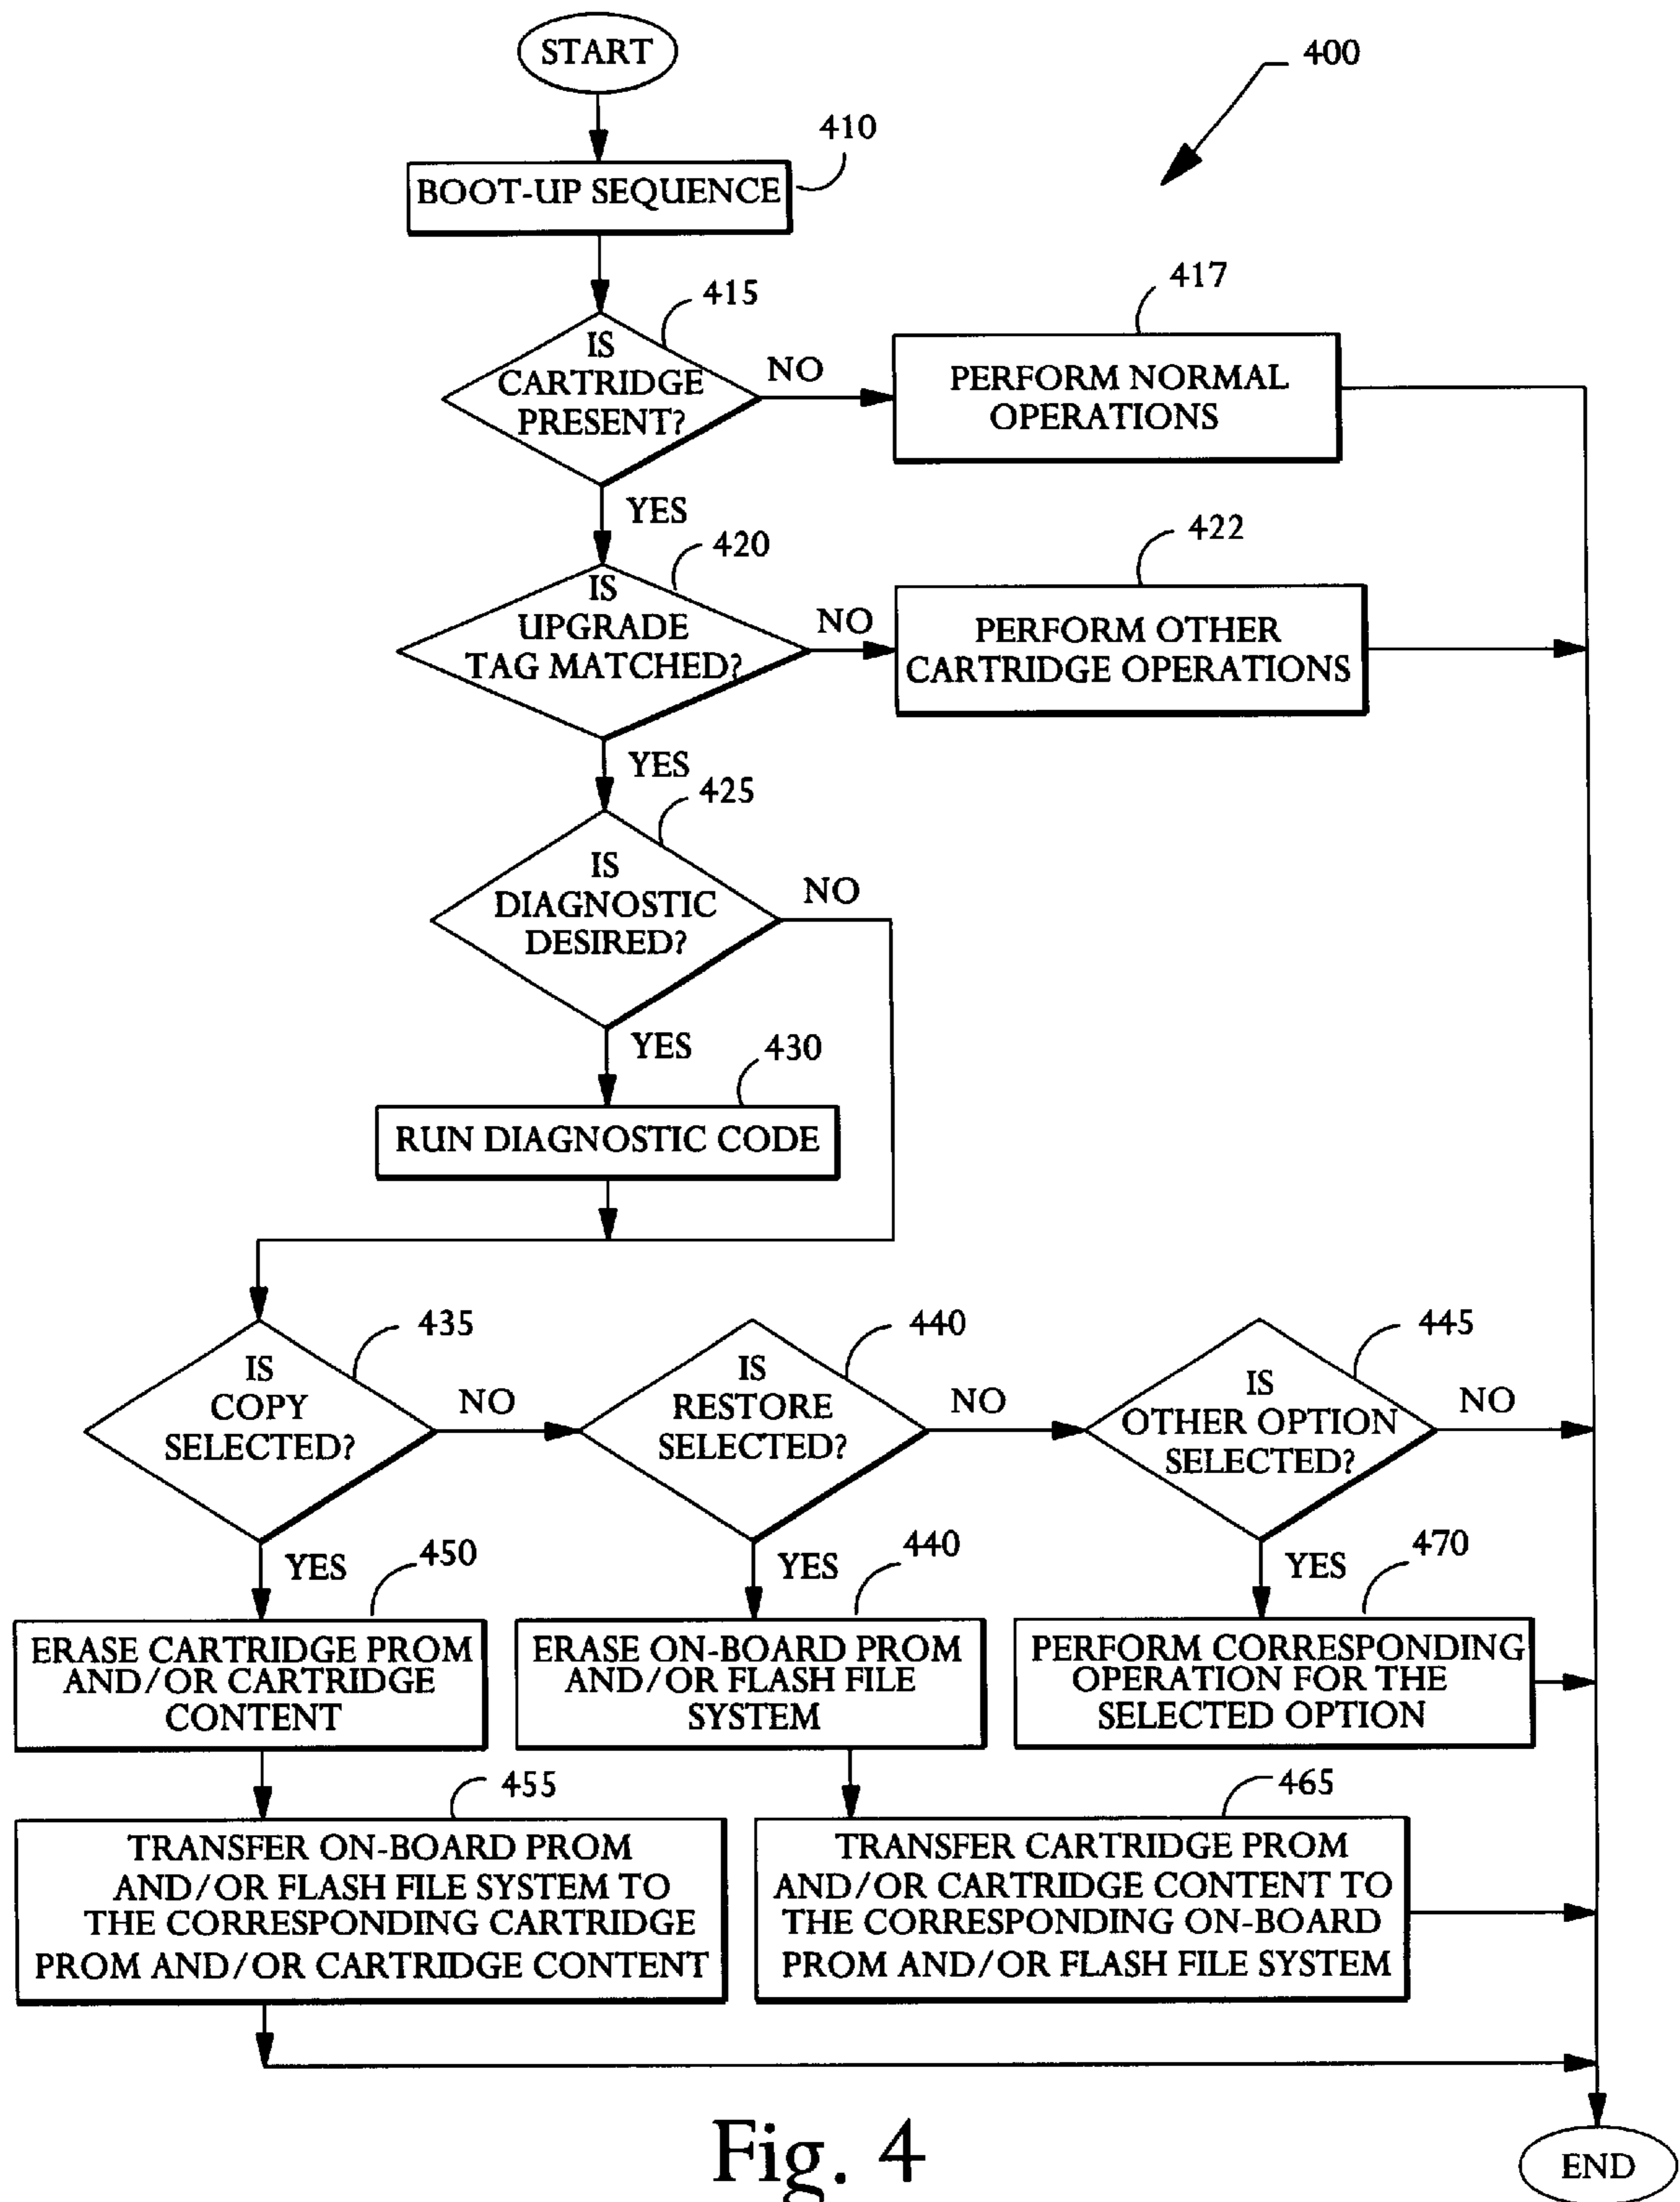 START
400
410
BOOT-UP SEQUENCE
415
417
IS
CARTRIDGE
PRESENT?
NO
PERFORM NORMAL
OPERATIONS
YES
420
422
IS
UPGRADE
TAG MATCHED?
NO
PERFORM OTHER
CARTRIDGE OPERATIONS
YES
425
IS
DIAGNOSTIC
DESIRED?
NO
YES
430
RUN DIAGNOSTIC CODE
435
IS
COPY
SELECTED?
NO
440
IS
RESTORE
SELECTED?
NO
445
IS
OTHER OPTION
SELECTED?
NO
YES
450
ERASE CARTRIDGE PROM
AND/OR CARTRIDGE
CONTENT
YES
440
ERASE ON-BOARD PROM
AND/OR FLASH FILE
SYSTEM
YES
470
PERFORM CORRESPONDING
OPERATION FOR THE
SELECTED OPTION
455
TRANSFER ON-BOARD PROM
AND/OR FLASH FILE SYSTEM TO
THE CORRESPONDING CARTRIDGE
PROM AND/OR CARTRIDGE CONTENT
465
TRANSFER CARTRIDGE PROM
AND/OR CARTRIDGE CONTENT TO
THE CORRESPONDING ON-BOARD
PROM AND/OR FLASH FILE SYSTEM
END
Fig. 4